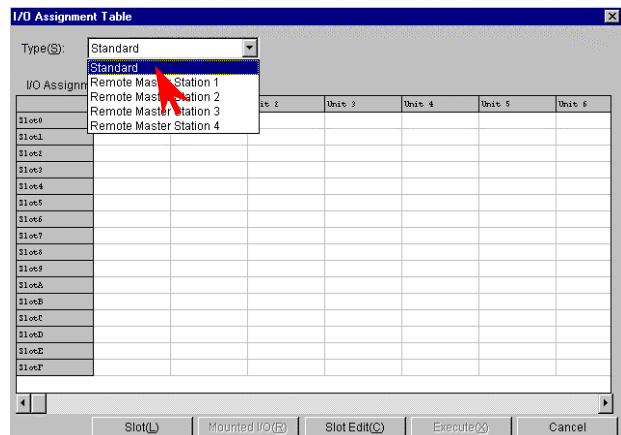 I/O Assignment Table
Type(S): Standard
Standard
Remote Master Station 1
Remote Master Station 2
Remote Master Station 3
Remote Master Station 4
I/O Assignm
Unit 3 Unit 4 Unit 5 Unit 6
Slot0
Slot1
Slot2
Slot3
Slot4
Slot5
Slot6
Slot7
Slot8
Slot9
SlotA
SlotB
SlotC
SlotD
SlotE
SlotF
Slot(L) Mounted I/O(R) Slot Edit(C) Execute(X) Cancel